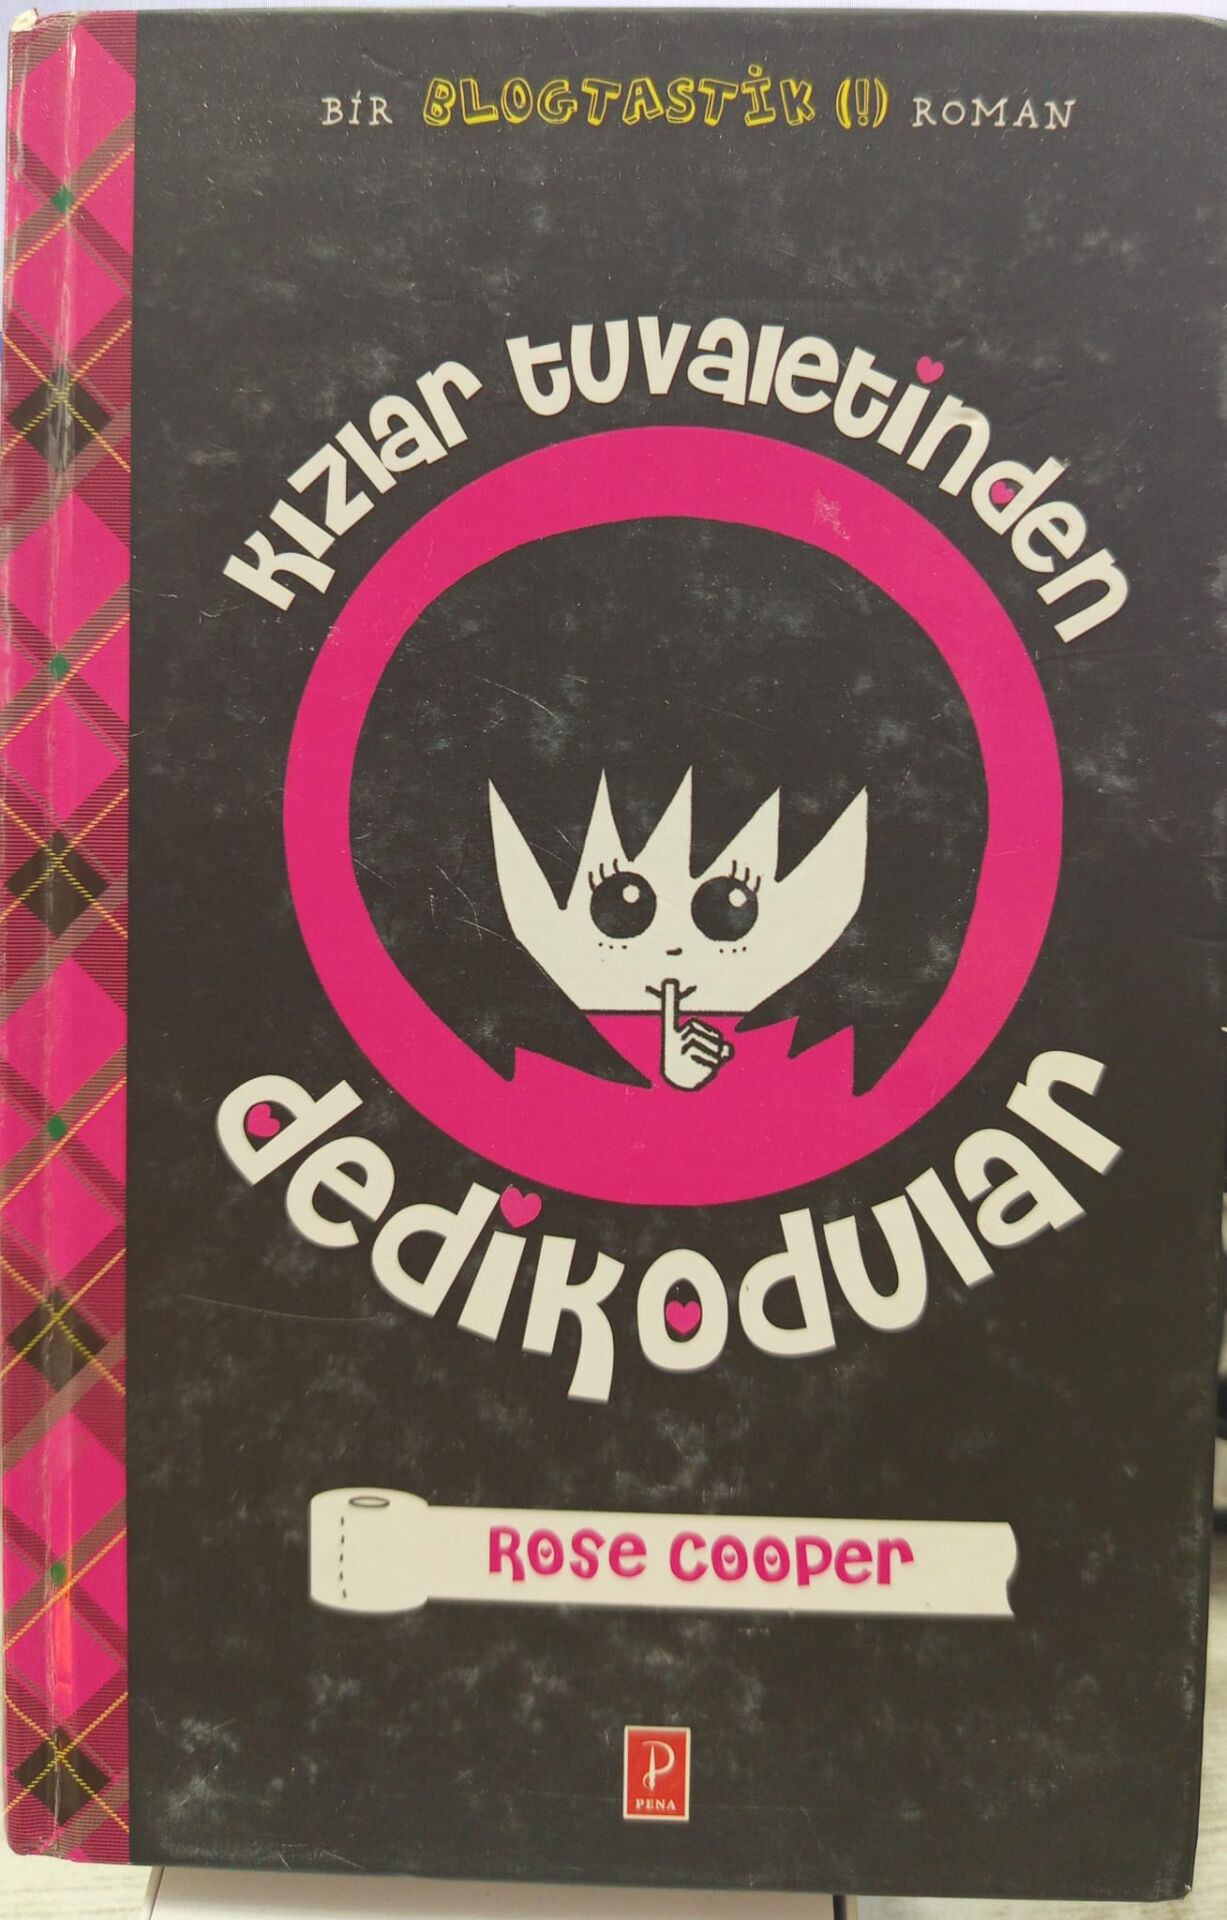 BİR BLOGTASTİK (!) ROMAN
kızlar tuvaletinden
dedikodular
Rose Cooper
P
PENA